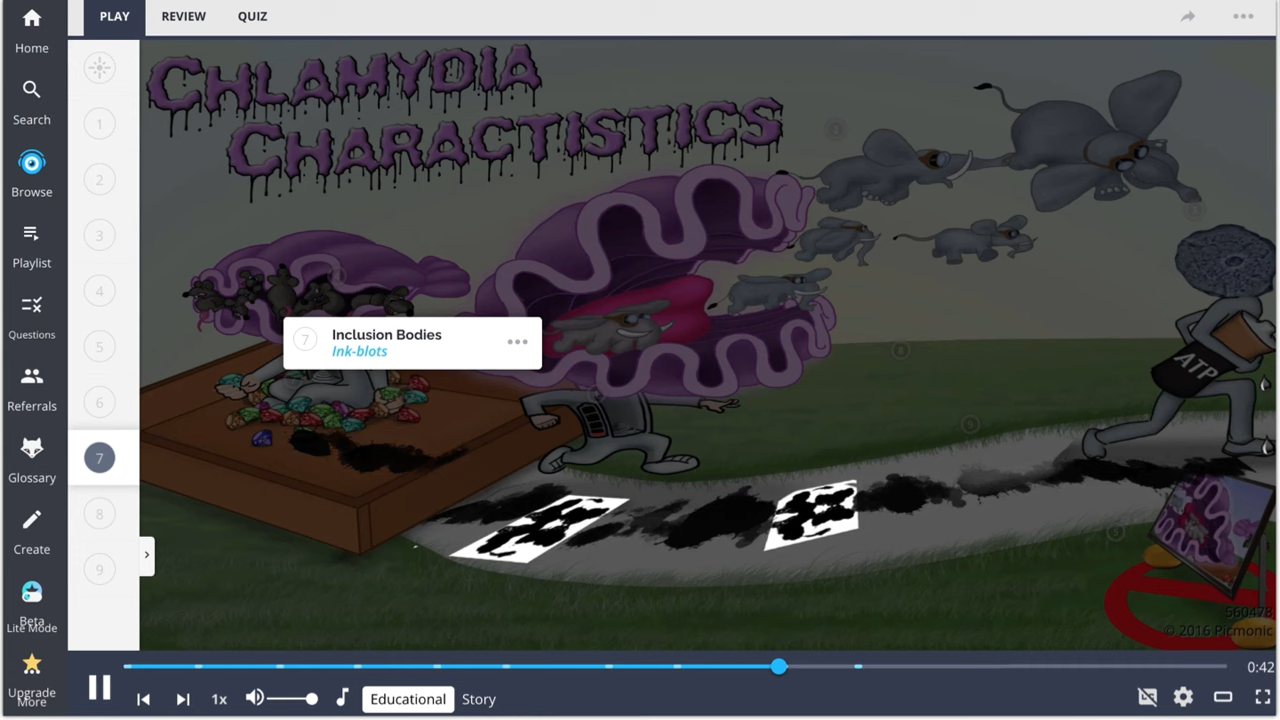 PLAY
REVIEW
QUIZ
Home
Search
Browse
Playlist
Questions
Referrals
Glossary
Create
Beta
Lite Mode
Upgrade
More
1
2
3
4
5
6
7
8
9
CHLAMYDIA
CHARACTISTICS
7
Inclusion Bodies
Ink-blots
ATP
560478
© 2016 Picmonic
0:42
1x
Educational
Story